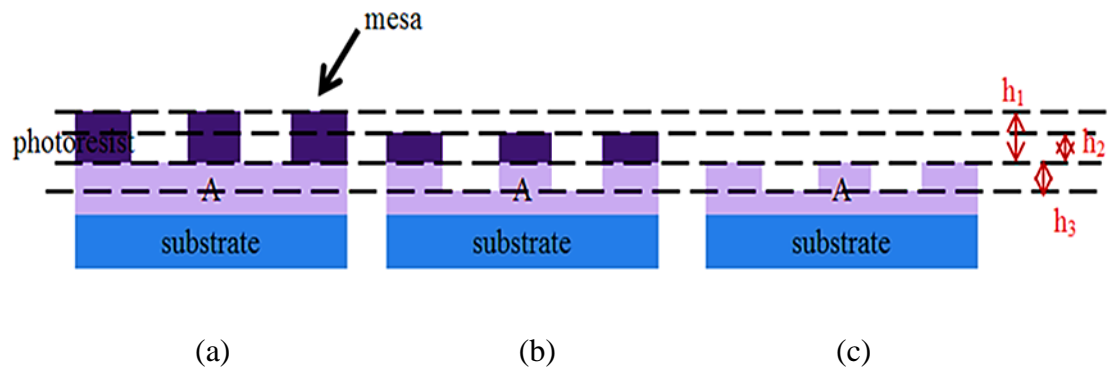 mesa
h₁
photoresist
h₂
A A A
h₃
substrate substrate substrate
(a) (b) (c)